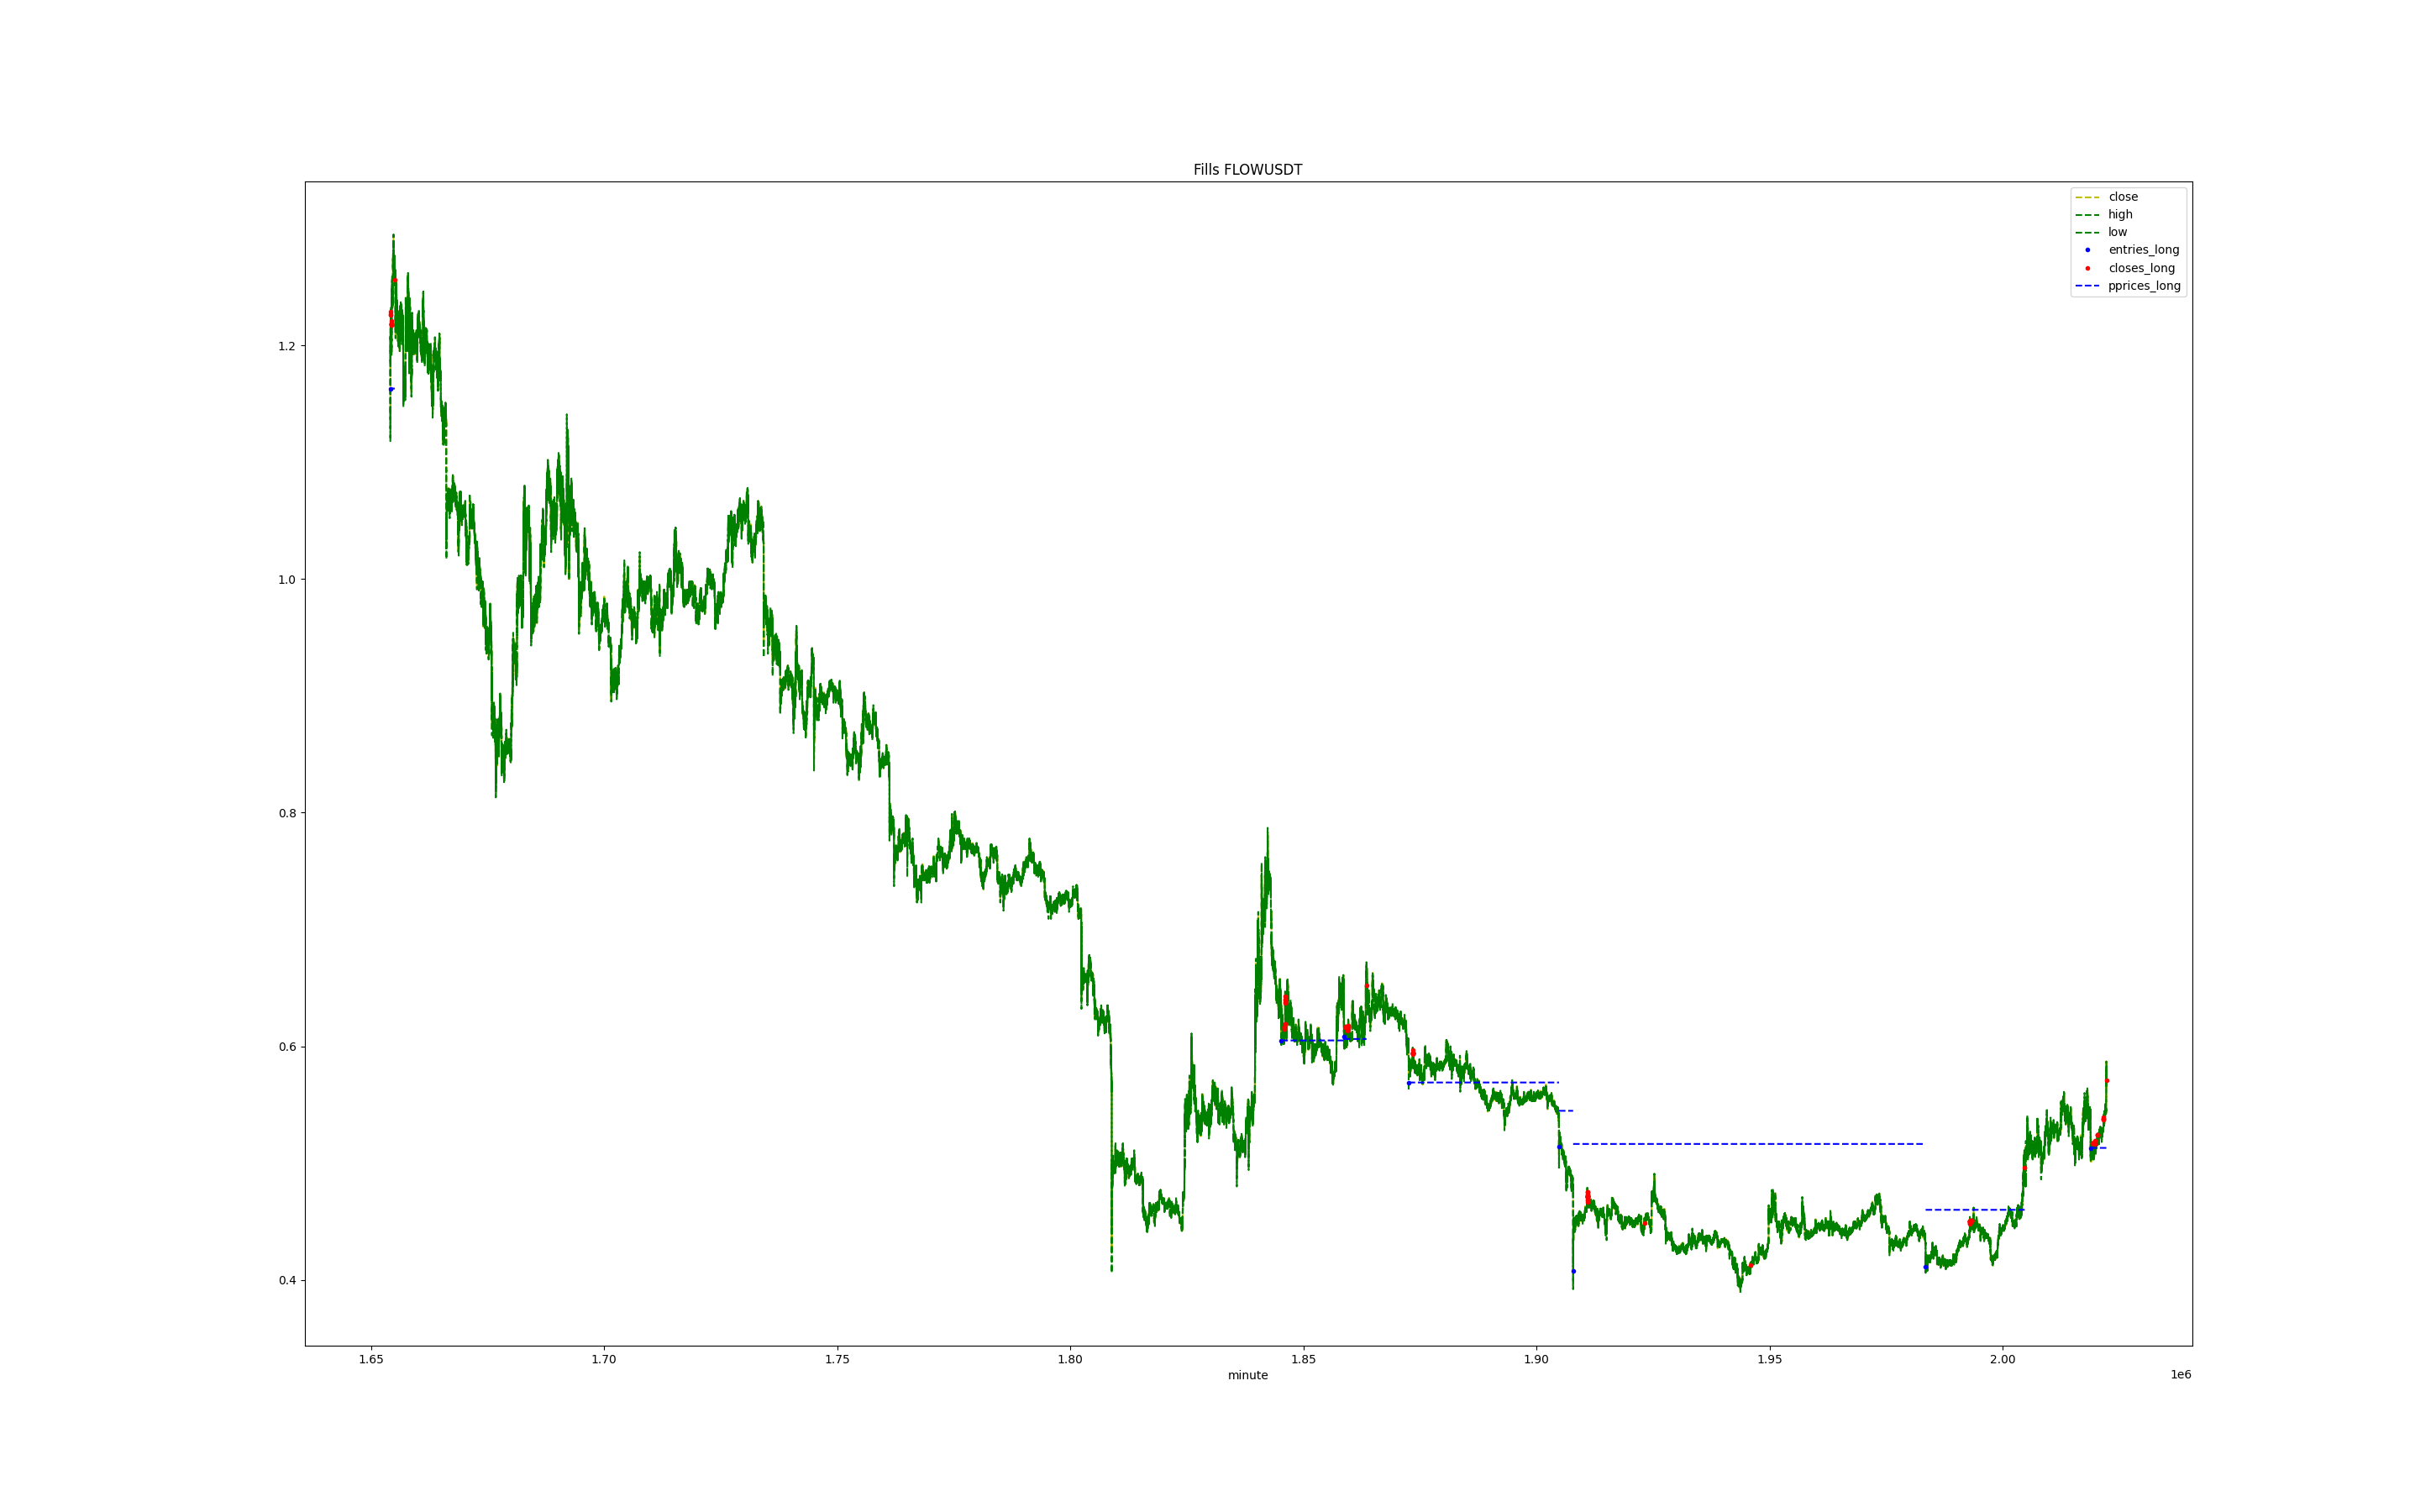 Fills FLOWUSDT
close
high
low
entries_long
closes_long
pprices_long
1.2
1.0
0.8
0.6
0.4
1.65
1.70
1.75
1.80
1.85
1.90
1.95
2.00
1e6
minute